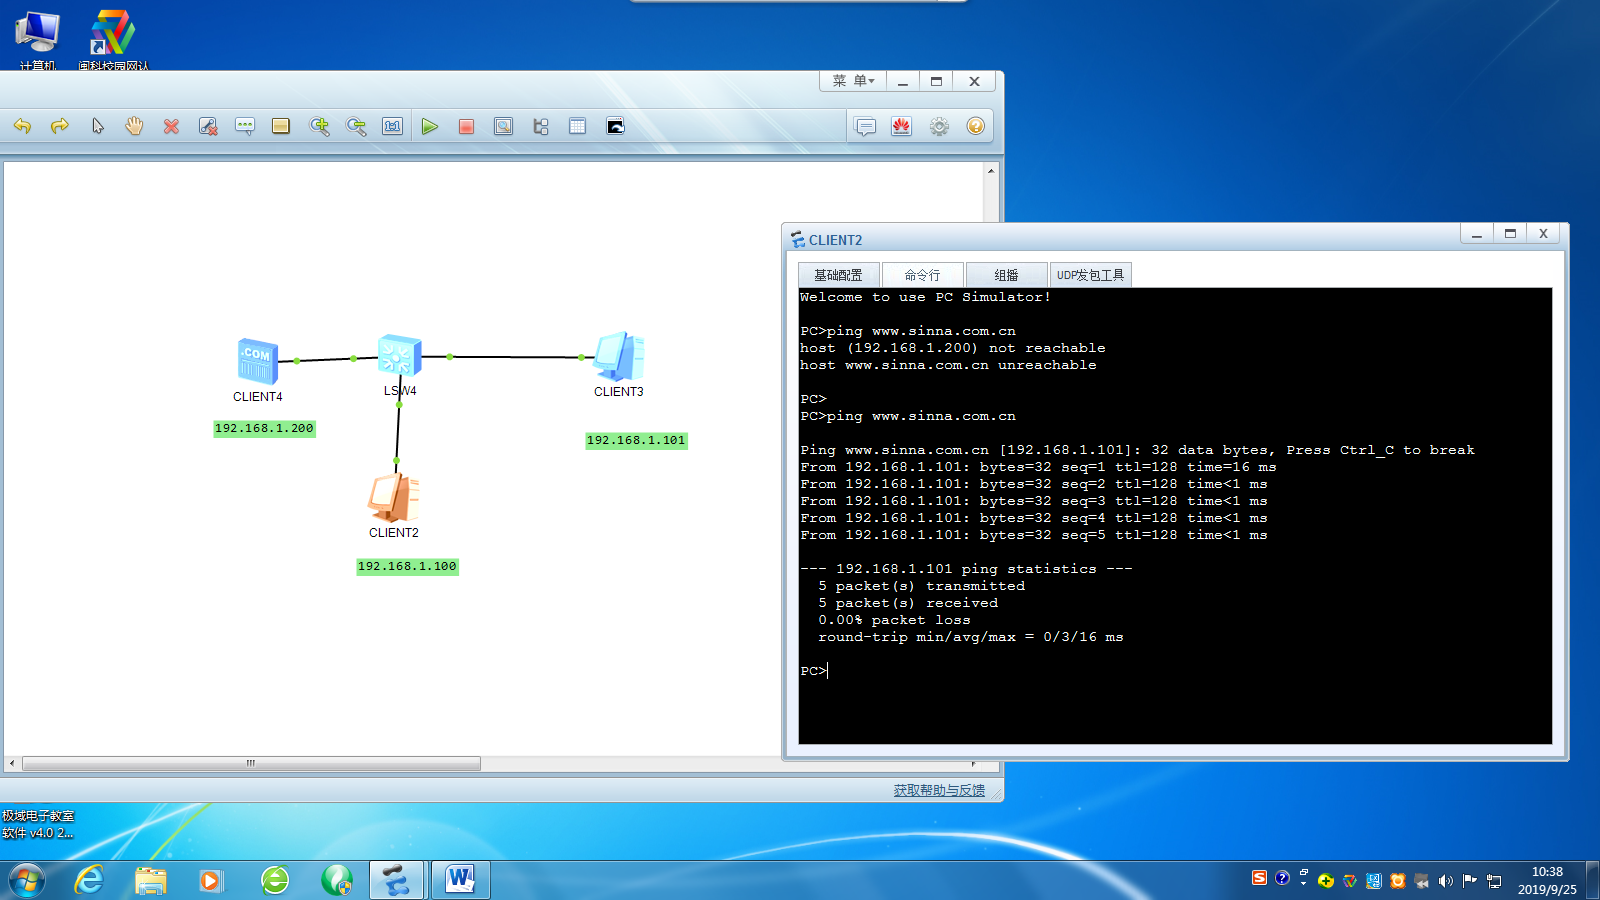 计算机
闽科校园网认
菜 单
1:1
CLIENT2
基础配置
命令行
组播
UDP发包工具
Welcome to use PC Simulator!
PC>ping www.sinna.com.cn
host (192.168.1.200) not reachable
host www.sinna.com.cn unreachable
PC>
PC>ping www.sinna.com.cn
Ping www.sinna.com.cn [192.168.1.101]: 32 data bytes, Press Ctrl_C to break
From 192.168.1.101: bytes=32 seq=1 ttl=128 time=16 ms
From 192.168.1.101: bytes=32 seq=2 ttl=128 time<1 ms
From 192.168.1.101: bytes=32 seq=3 ttl=128 time<1 ms
From 192.168.1.101: bytes=32 seq=4 ttl=128 time<1 ms
From 192.168.1.101: bytes=32 seq=5 ttl=128 time<1 ms
--- 192.168.1.101 ping statistics ---
5 packet(s) transmitted
5 packet(s) received
0.00% packet loss
round-trip min/avg/max = 0/3/16 ms
PC>
.COM
CLIENT4
LSW4
CLIENT3
192.168.1.200
192.168.1.101
CLIENT2
192.168.1.100
获取帮助与反馈
极域电子教室
软件 v4.0 2...
10:38
2019/9/25